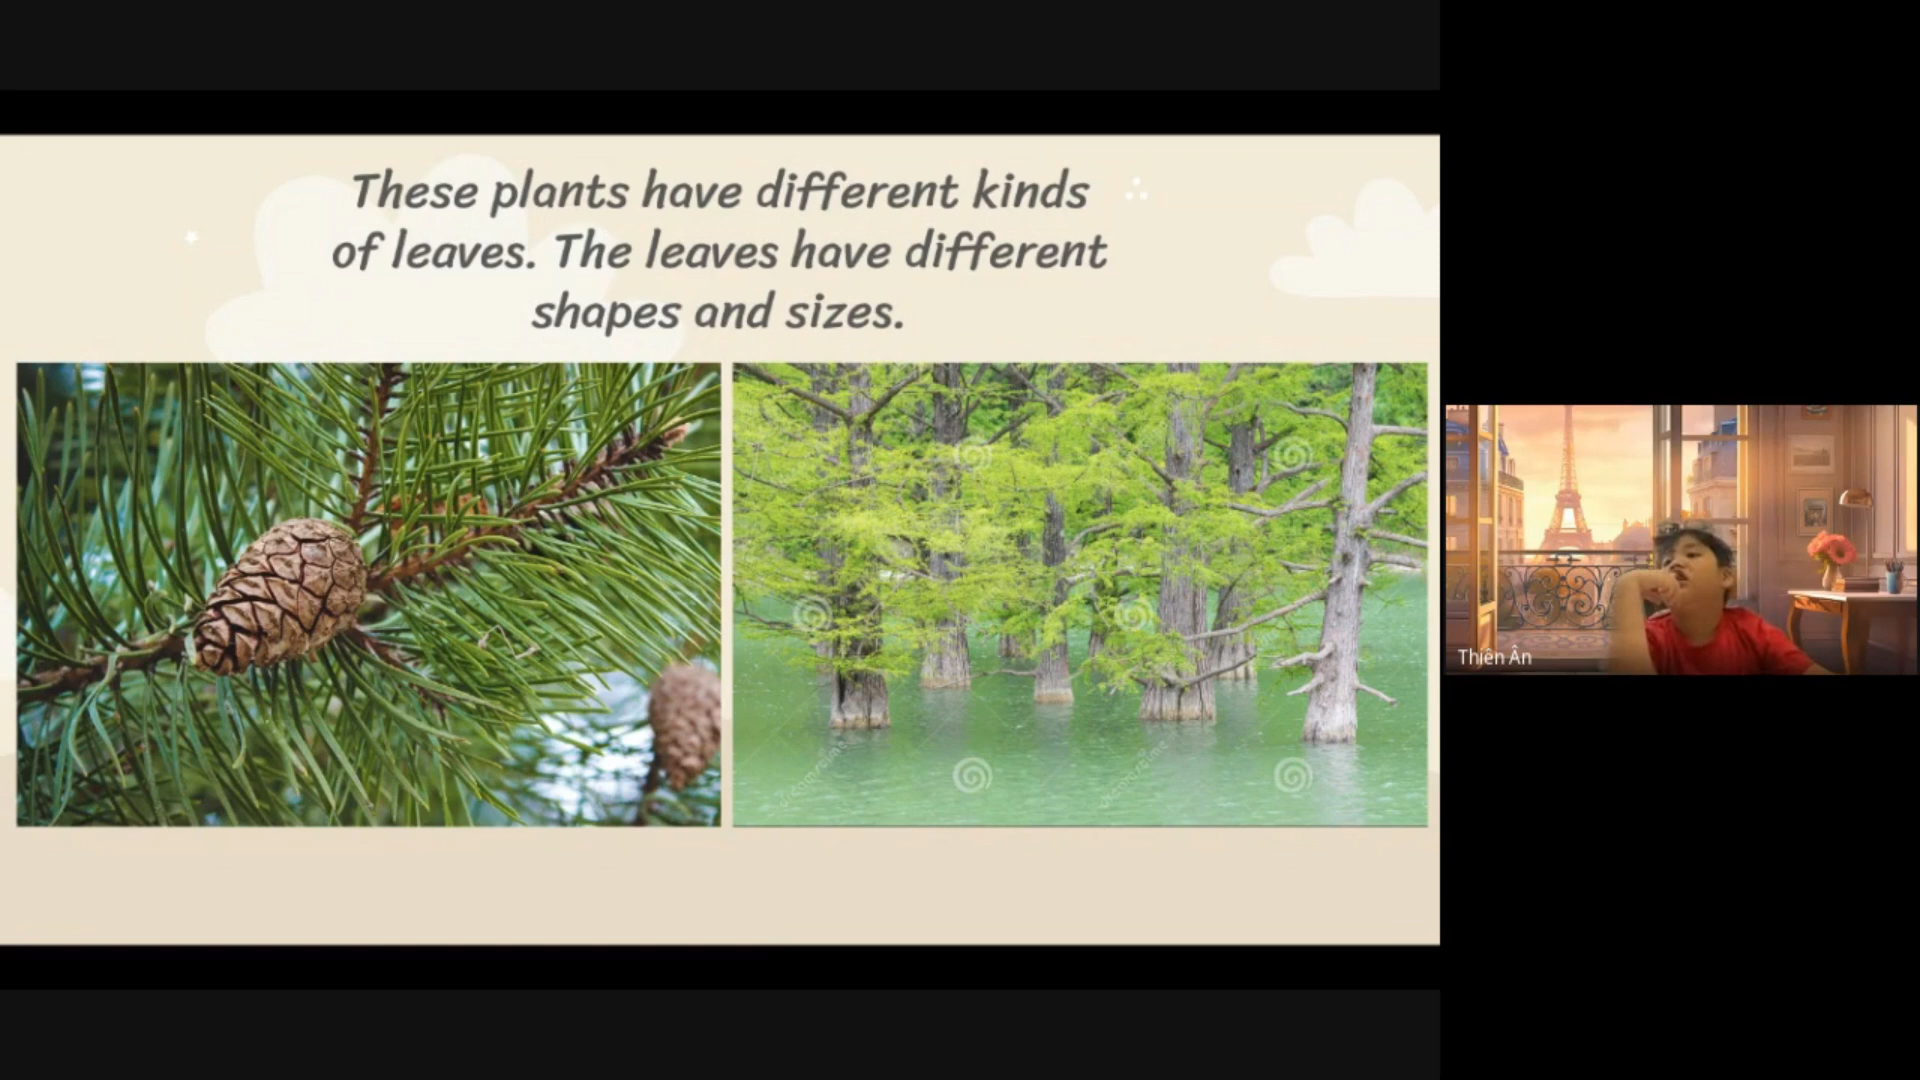 These plants have different kinds
of leaves. The leaves have different
shapes and sizes.
Thiên Ân